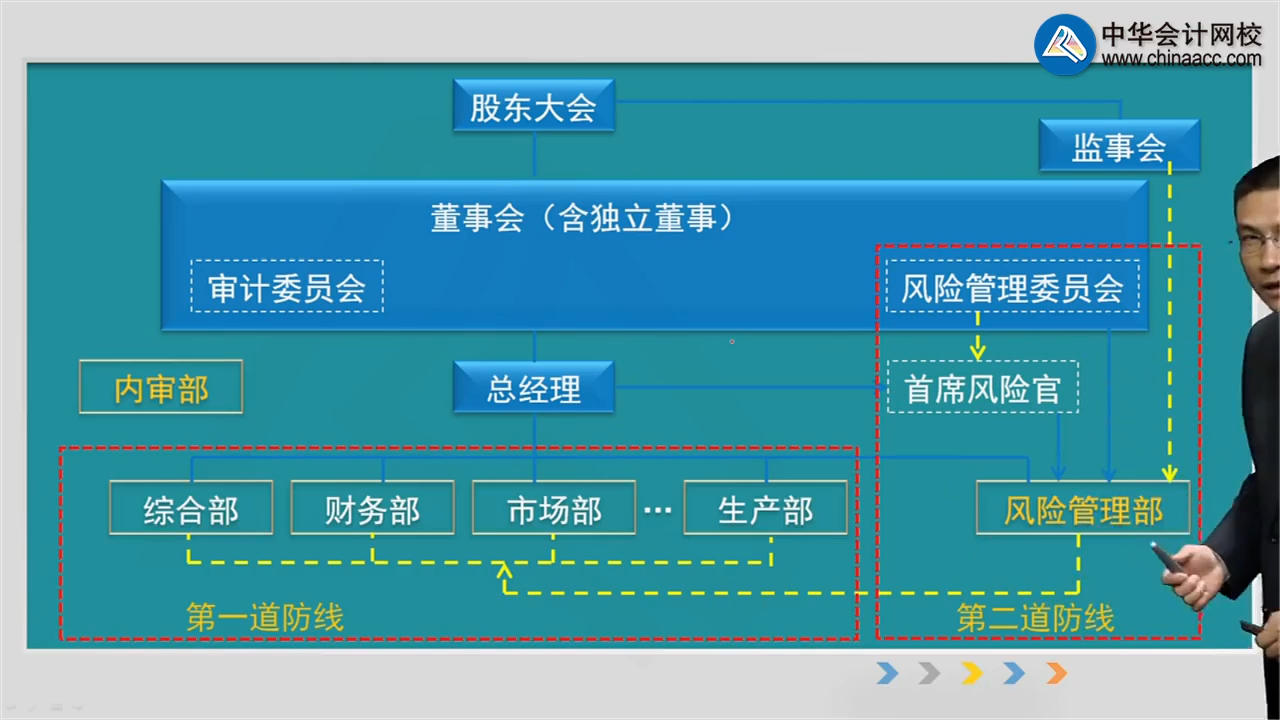 中华会计网校
www.chinaacc.com
股东大会
监事会
董事会（含独立董事）
审计委员会
风险管理委员会
内审部
总经理
首席风险官
综合部
财务部
市场部
…
生产部
风险管理部
第一道防线
第二道防线